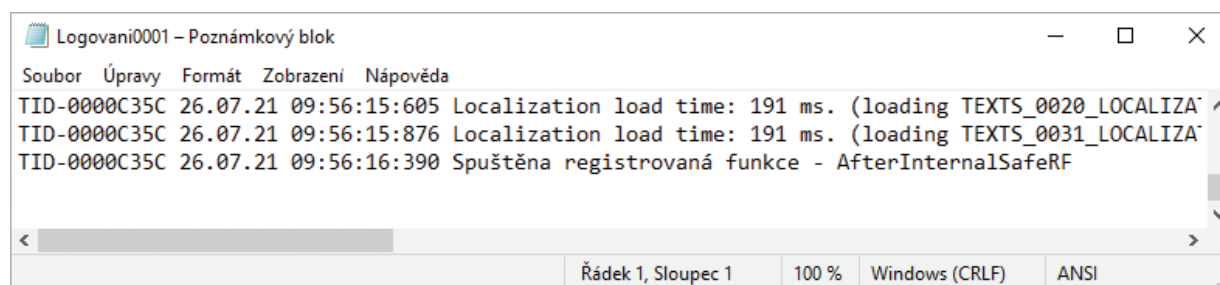 Logovani0001 – Poznámkový blok
Soubor Úpravy Formát Zobrazení Nápověda
TID-0000C35C 26.07.21 09:56:15:605 Localization load time: 191 ms. (loading TEXTS_0020_LOCALIZA
TID-0000C35C 26.07.21 09:56:15:876 Localization load time: 191 ms. (loading TEXTS_0031_LOCALIZA
TID-0000C35C 26.07.21 09:56:16:390 Spuštěna registrovaná funkce - AfterInternalSafeRF
Řádek 1, Sloupec 1 100 % Windows (CRLF) ANSI